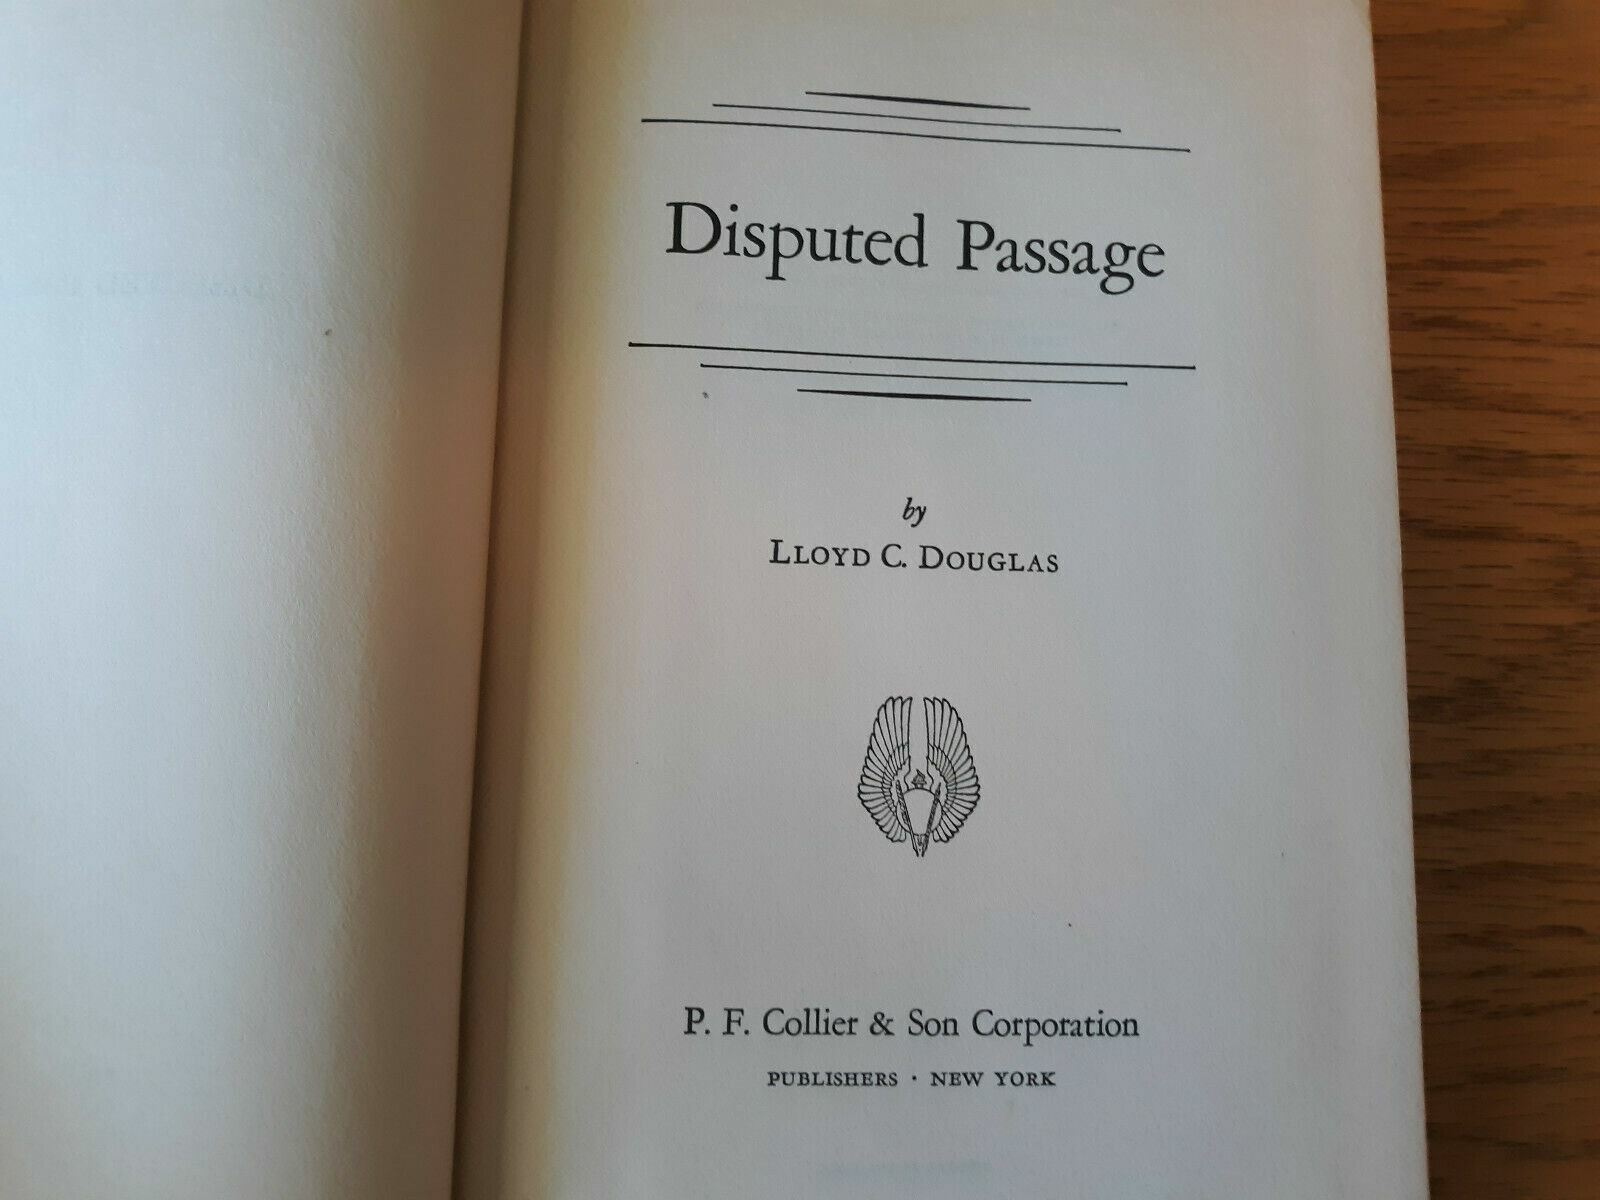 Disputed Passage
by
LLOYD C. DOUGLAS
P. F. Collier & Son Corporation
PUBLISHERS · NEW YORK